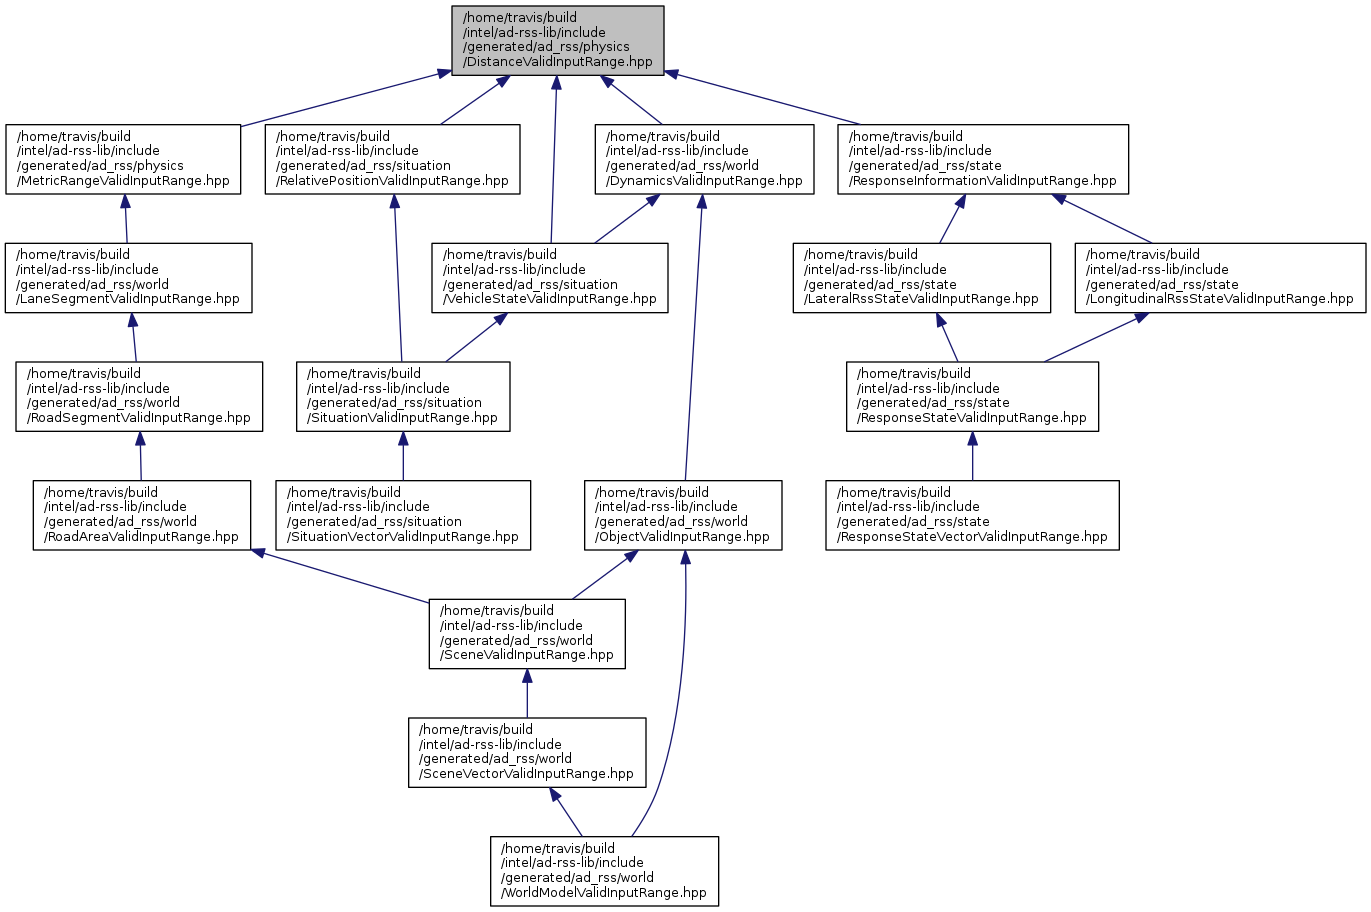 /home/travis/build
/intel/ad-rss-lib/include
/generated/ad_rss/physics
/DistanceValidInputRange.hpp
/home/travis/build
/intel/ad-rss-lib/include
/generated/ad_rss/physics
/MetricRangeValidInputRange.hpp
/home/travis/build
/intel/ad-rss-lib/include
/generated/ad_rss/situation
/RelativePositionValidInputRange.hpp
/home/travis/build
/intel/ad-rss-lib/include
/generated/ad_rss/world
/DynamicsValidInputRange.hpp
/home/travis/build
/intel/ad-rss-lib/include
/generated/ad_rss/state
/ResponseInformationValidInputRange.hpp
/home/travis/build
/intel/ad-rss-lib/include
/generated/ad_rss/world
/LaneSegmentValidInputRange.hpp
/home/travis/build
/intel/ad-rss-lib/include
/generated/ad_rss/situation
/VehicleStateValidInputRange.hpp
/home/travis/build
/intel/ad-rss-lib/include
/generated/ad_rss/state
/LateralRssStateValidInputRange.hpp
/home/travis/build
/intel/ad-rss-lib/include
/generated/ad_rss/state
/LongitudinalRssStateValidInputRange.hpp
/home/travis/build
/intel/ad-rss-lib/include
/generated/ad_rss/world
/RoadSegmentValidInputRange.hpp
/home/travis/build
/intel/ad-rss-lib/include
/generated/ad_rss/situation
/SituationValidInputRange.hpp
/home/travis/build
/intel/ad-rss-lib/include
/generated/ad_rss/state
/ResponseStateValidInputRange.hpp
/home/travis/build
/intel/ad-rss-lib/include
/generated/ad_rss/world
/RoadAreaValidInputRange.hpp
/home/travis/build
/intel/ad-rss-lib/include
/generated/ad_rss/situation
/SituationVectorValidInputRange.hpp
/home/travis/build
/intel/ad-rss-lib/include
/generated/ad_rss/world
/ObjectValidInputRange.hpp
/home/travis/build
/intel/ad-rss-lib/include
/generated/ad_rss/state
/ResponseStateVectorValidInputRange.hpp
/home/travis/build
/intel/ad-rss-lib/include
/generated/ad_rss/world
/SceneValidInputRange.hpp
/home/travis/build
/intel/ad-rss-lib/include
/generated/ad_rss/world
/SceneVectorValidInputRange.hpp
/home/travis/build
/intel/ad-rss-lib/include
/generated/ad_rss/world
/WorldModelValidInputRange.hpp